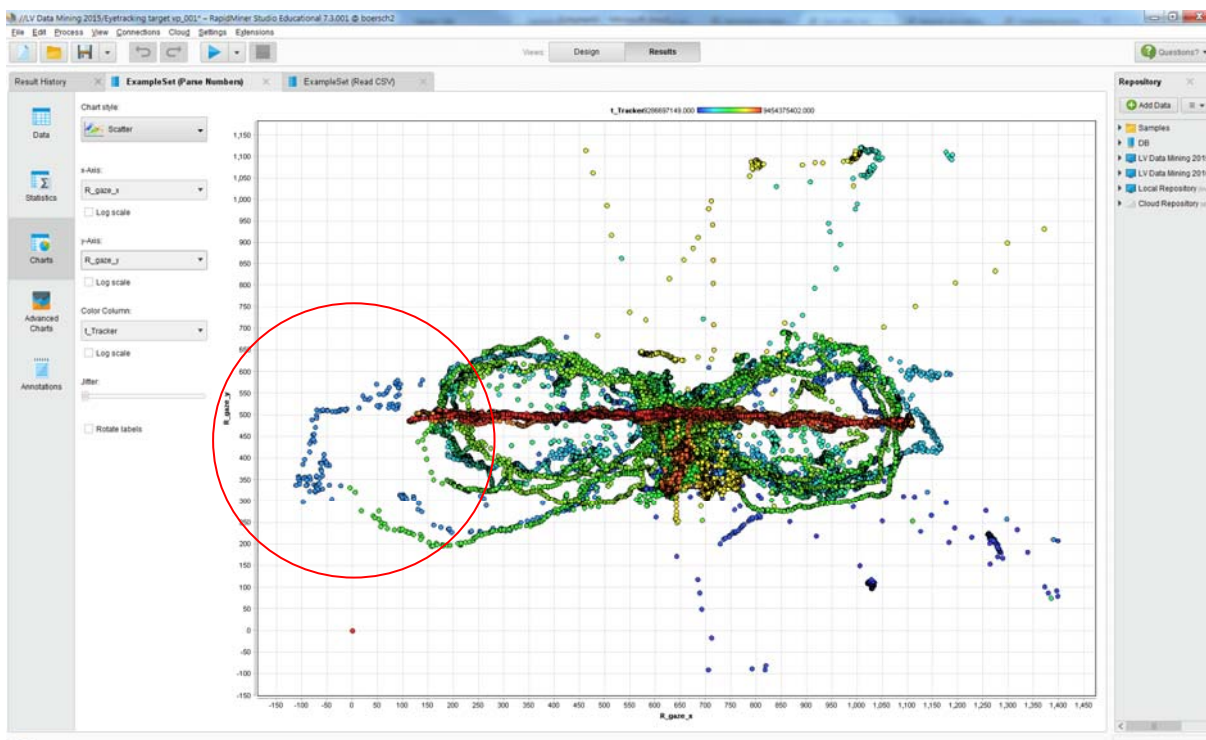 //LV Data Mining 2015/Eyetracking target vp_001* – RapidMiner Studio Educational 7.3.001 @ boersch2
File Edit Process View Connections Cloud Settings Extensions
Views: Design Results
Questions?
Result History
ExampleSet (Parse Numbers)
ExampleSet (Read CSV)
Repository
Data
Statistics
Charts
Advanced
Charts
Annotations
Chart style:
Scatter
x-Axis:
R_gaze_x
Log scale
y-Axis:
R_gaze_y
Log scale
Color Column:
t_Tracker
Log scale
Jitter:
Rotate labels
t_Tracker 9286697149.000 9454375402.000
1,150
1,100
1,050
1,000
950
900
850
800
750
700
650
600
550
500
450
400
350
300
250
200
150
100
50
0
-50
-100
-150
R_gaze_y
-150 -100 -50 0 50 100 150 200 250 300 350 400 450 500 550 600 650 700 750 800 850 900 950 1,000 1,050 1,100 1,150 1,200 1,250 1,300 1,350 1,400 1,450
R_gaze_x
Add Data
Samples
DB
LV Data Mining 201
LV Data Mining 201
Local Repository
Cloud Repository